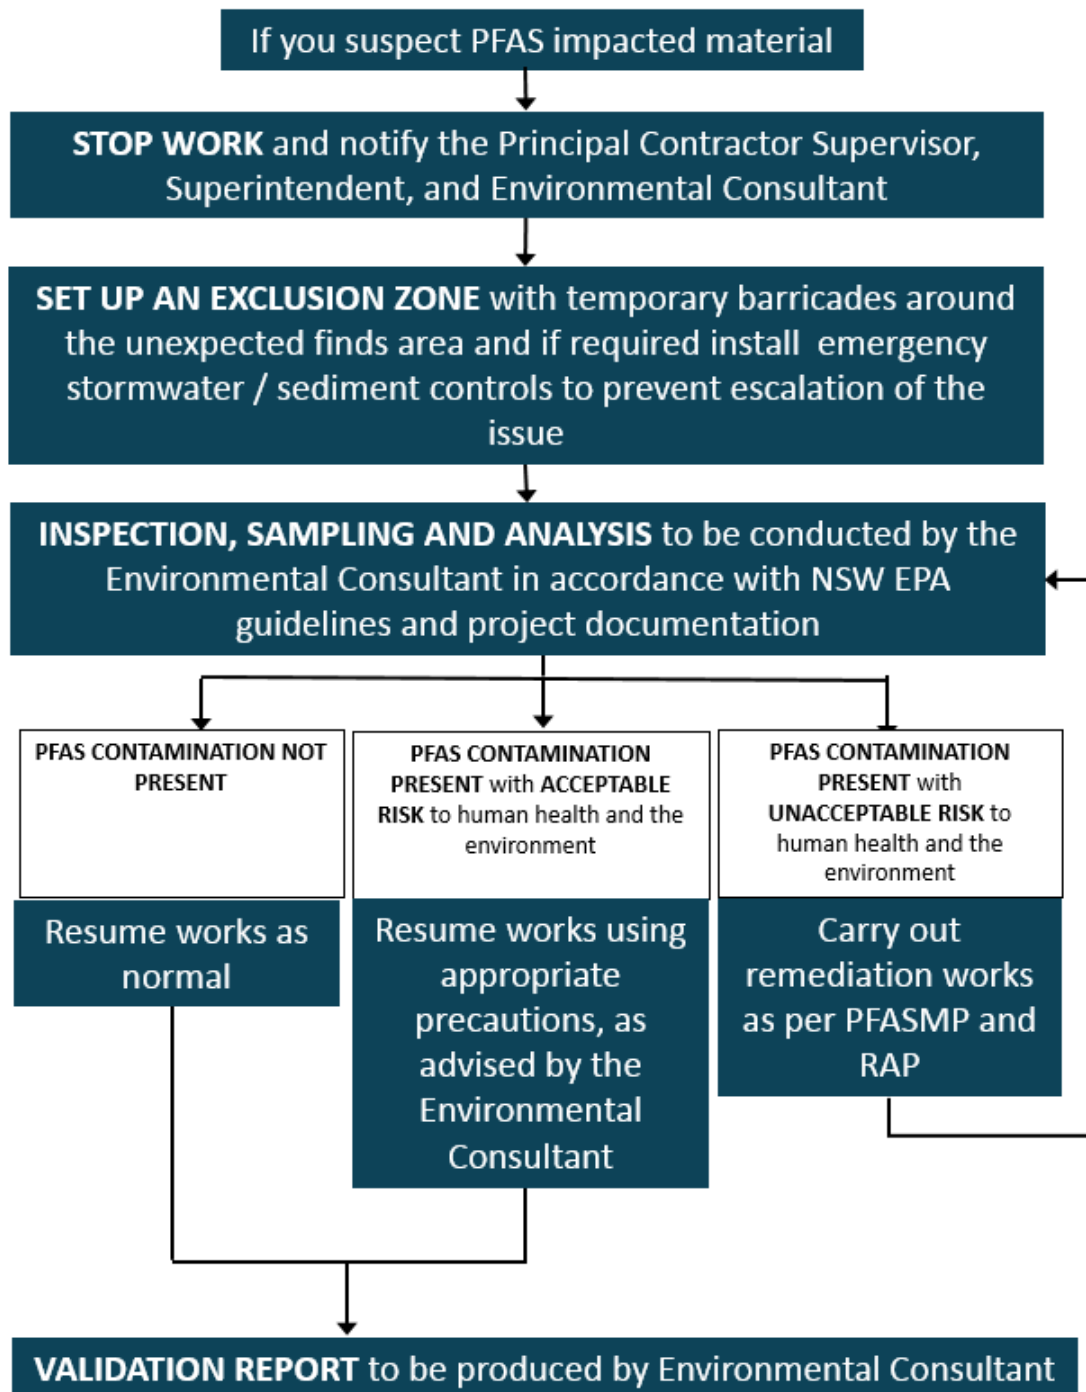 If you suspect PFAS impacted material
STOP WORK and notify the Principal Contractor Supervisor,
Superintendent, and Environmental Consultant
SET UP AN EXCLUSION ZONE with temporary barricades around
the unexpected finds area and if required install  emergency
stormwater / sediment controls to prevent escalation of the
issue
INSPECTION, SAMPLING AND ANALYSIS to be conducted by the
Environmental Consultant in accordance with NSW EPA
guidelines and project documentation
PFAS CONTAMINATION NOT
PRESENT
Resume works as
normal
PFAS CONTAMINATION
PRESENT with ACCEPTABLE
RISK to human health and the
environment
Resume works using
appropriate
precautions, as
advised by the
Environmental
Consultant
PFAS CONTAMINATION
PRESENT with
UNACCEPTABLE RISK to
human health and the
environment
Carry out
remediation works
as per PFASMP and
RAP
VALIDATION REPORT to be produced by Environmental Consultant